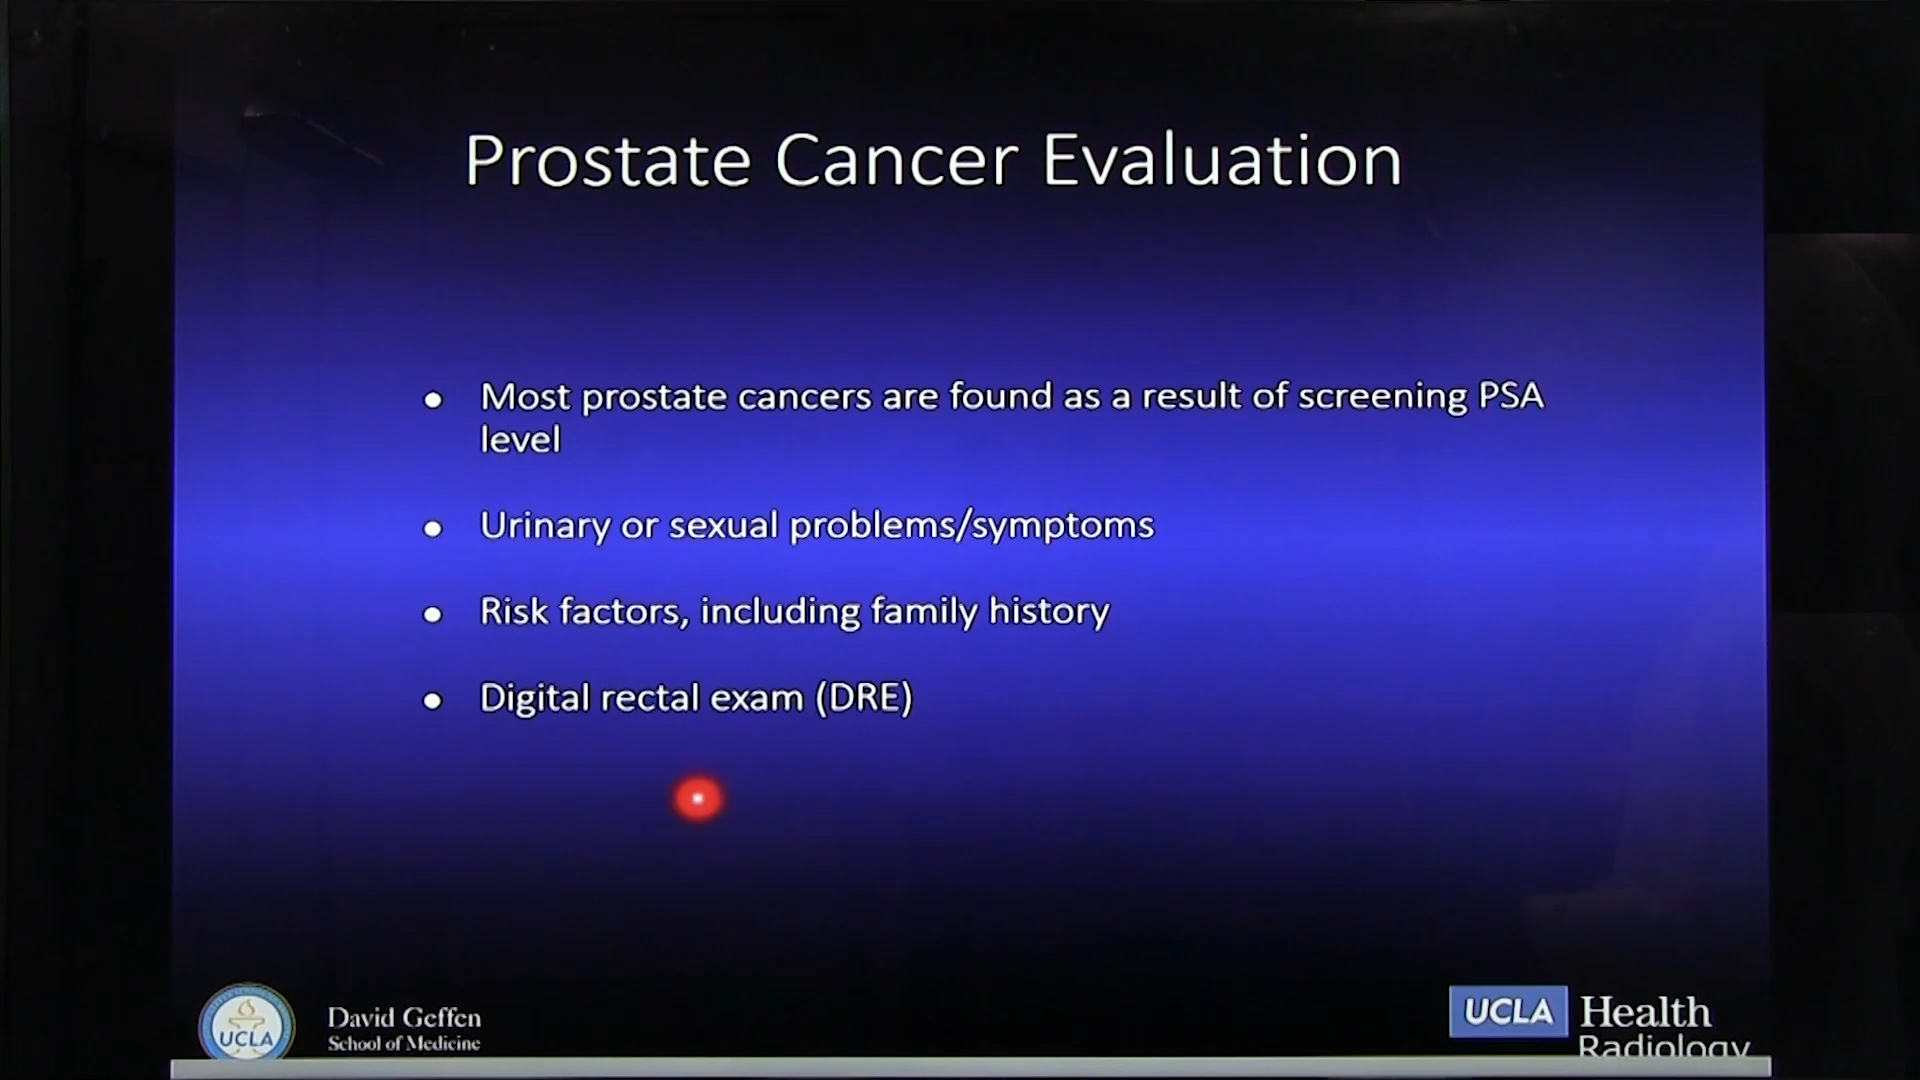 Prostate Cancer Evaluation
• Most prostate cancers are found as a result of screening PSA
level
• Urinary or sexual problems/symptoms
• Risk factors, including family history
• Digital rectal exam (DRE)
UCLA
David Geffen
School of Medicine
UCLA Health
Radiology